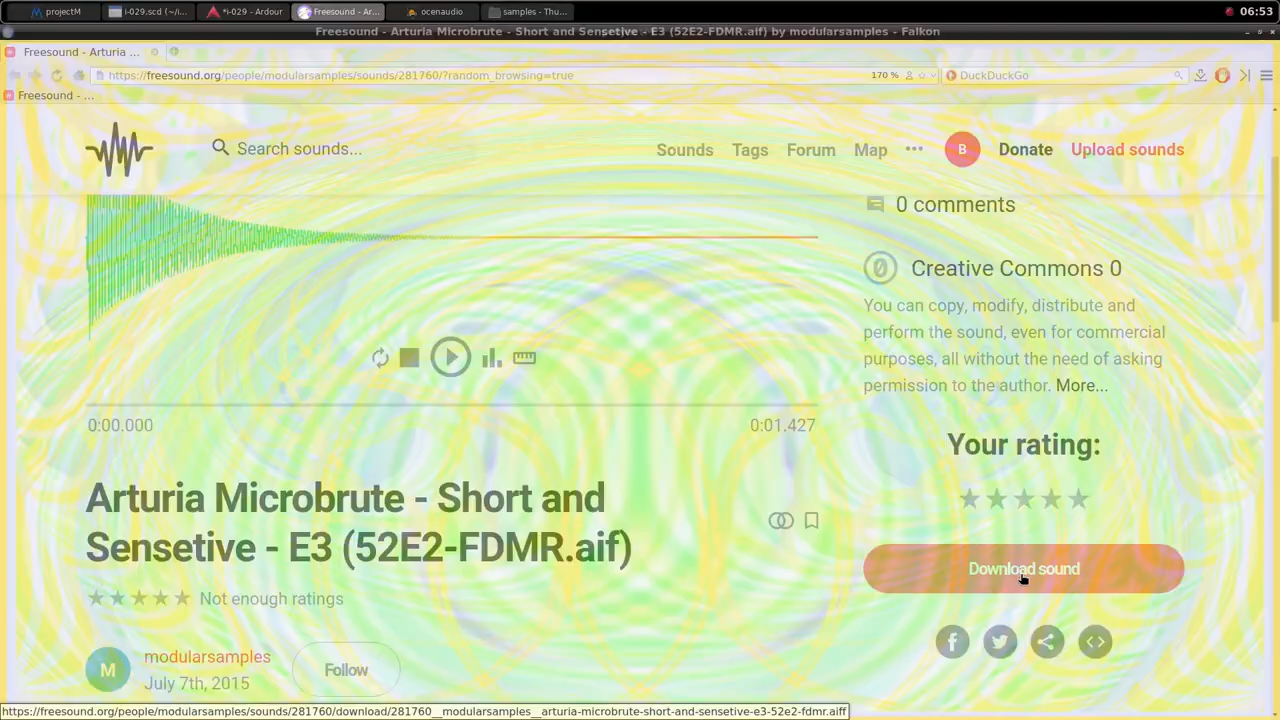 projectM
i-029.scd (~/i...
*i-029 - Ardour
Freesound - Ar...
ocenaudio
samples - Thu...
06:53
Freesound - Arturia Microbrute - Short and Sensetive - E3 (52E2-FDMR.aif) by modularsamples - Falkon
Freesound - Arturia ...
https://freesound.org/people/modularsamples/sounds/281760/?random_browsing=true
170 %
DuckDuckGo
Freesound - ...
Search sounds...
Sounds
Tags
Forum
Map
B
Donate
Upload sounds
0 comments
Creative Commons 0
You can copy, modify, distribute and
perform the sound, even for commercial
purposes, all without the need of asking
permission to the author. More...
0:00.000
0:01.427
Your rating:
Arturia Microbrute - Short and
Sensetive - E3 (52E2-FDMR.aif)
Download sound
Not enough ratings
M
modularsamples
July 7th, 2015
Follow
https://freesound.org/people/modularsamples/sounds/281760/download/281760__modularsamples__arturia-microbrute-short-and-sensetive-e3-52e2-fdmr.aiff